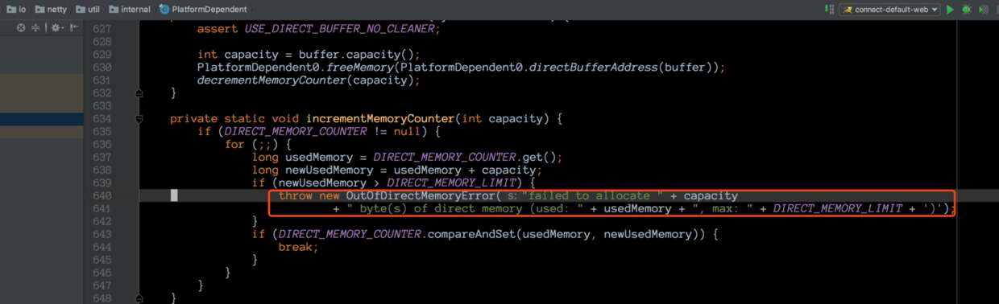 io netty util internal PlatformDependent connect-default-web
627 assert USE_DIRECT_BUFFER_NO_CLEANER;
628
629 int capacity = buffer.capacity();
630 PlatformDependent0.freeMemory(PlatformDependent0.directBufferAddress(buffer));
631 decrementMemoryCounter(capacity);
632 }
633
634 private static void incrementMemoryCounter(int capacity) {
635 if (DIRECT_MEMORY_COUNTER != null) {
636 for (;;) {
637 long usedMemory = DIRECT_MEMORY_COUNTER.get();
638 long newUsedMemory = usedMemory + capacity;
639 if (newUsedMemory > DIRECT_MEMORY_LIMIT) {
640 throw new OutOfDirectMemoryError( s: "failed to allocate " + capacity
641 + " byte(s) of direct memory (used: " + usedMemory + ", max: " + DIRECT_MEMORY_LIMIT + ')');
642 }
643 if (DIRECT_MEMORY_COUNTER.compareAndSet(usedMemory, newUsedMemory)) {
644 break;
645 }
646 }
647 }
648 }